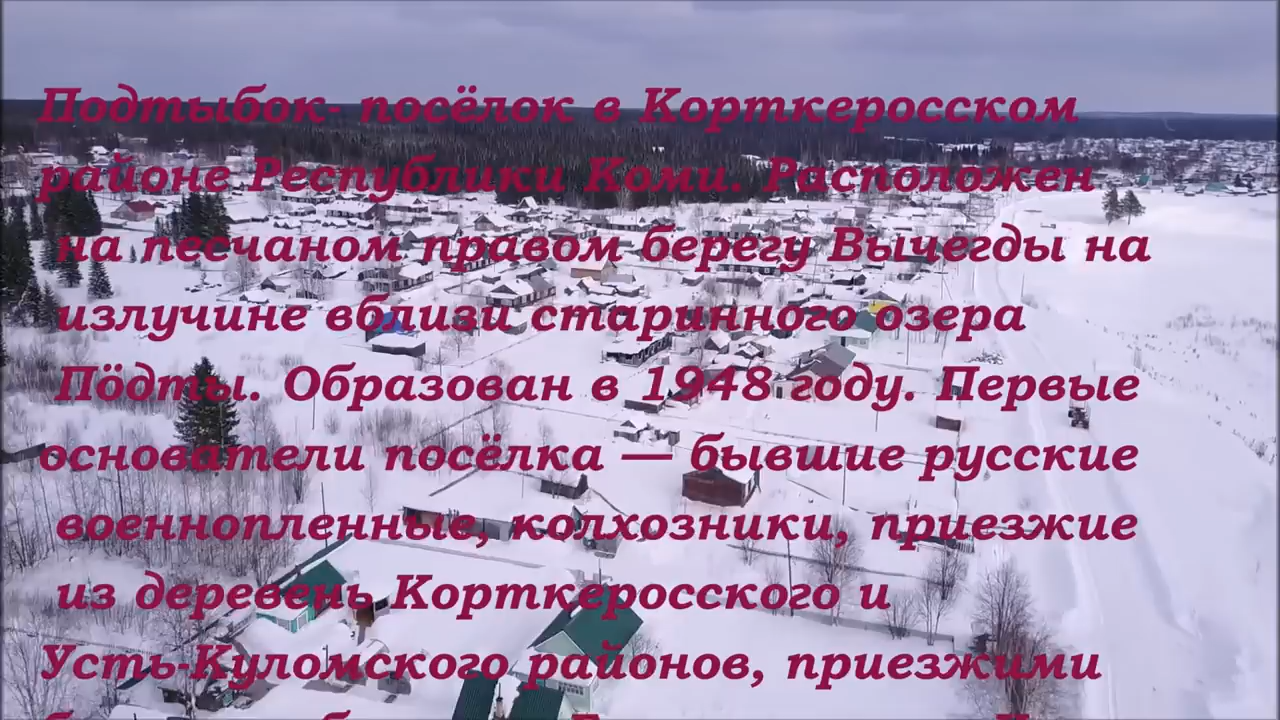 Подтыбок- посёлок в Корткеросском
районе Республики Коми. Расположен
на песчаном правом берегу Вычегды на
излучине вблизи старинного озера
Пӧдты. Образован в 1948 году. Первые
основатели посёлка — бывшие русские
военнопленные, колхозники, приезжие
из деревень Корткеросского и
Усть-Куломского районов, приезжими